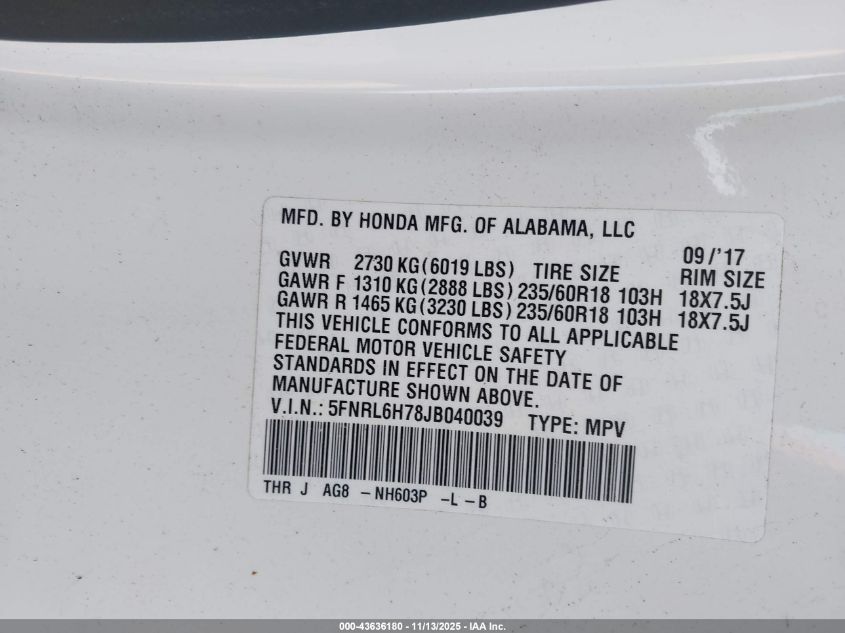 MFD. BY HONDA MFG. OF ALABAMA, LLC
09/'17
GVWR 2730 KG(6019 LBS) TIRE SIZE RIM SIZE
GAWR F 1310 KG(2888 LBS) 235/60R18 103H 18X7.5J
GAWR R 1465 KG(3230 LBS) 235/60R18 103H 18X7.5J
THIS VEHICLE CONFORMS TO ALL APPLICABLE
FEDERAL MOTOR VEHICLE SAFETY
STANDARDS IN EFFECT ON THE DATE OF
MANUFACTURE SHOWN ABOVE.
V.I.N.: 5FNRL6H78JB040039 TYPE: MPV
THR J AG8 -NH603P -L -B
000-43636180 - 11/13/2025 - IAA Inc.